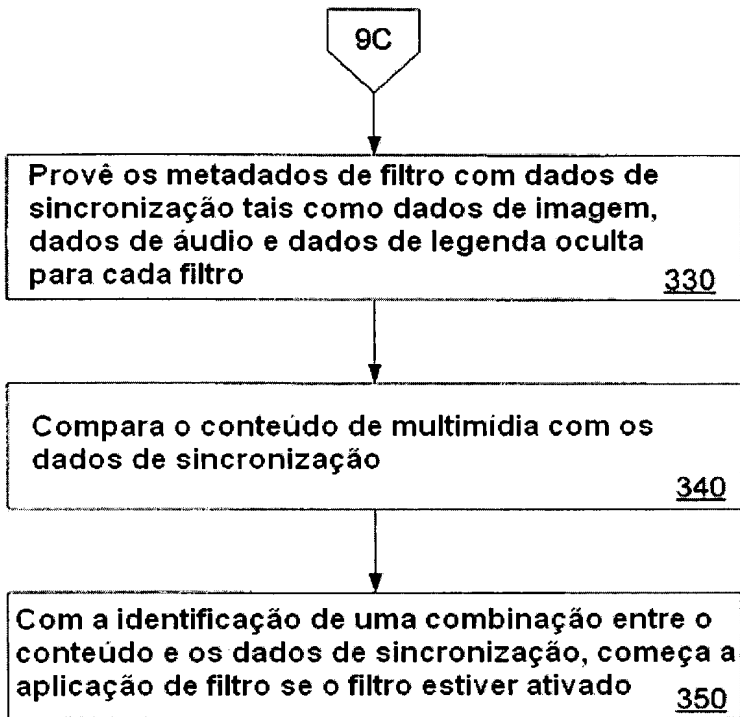 9C
Provê os metadados de filtro com dados de
sincronização tais como dados de imagem,
dados de áudio e dados de legenda oculta
para cada filtro
330
Compara o conteúdo de multimídia com os
dados de sincronização
340
Com a identificação de uma combinação entre o
conteúdo e os dados de sincronização, começa a
aplicação de filtro se o filtro estiver ativado
350